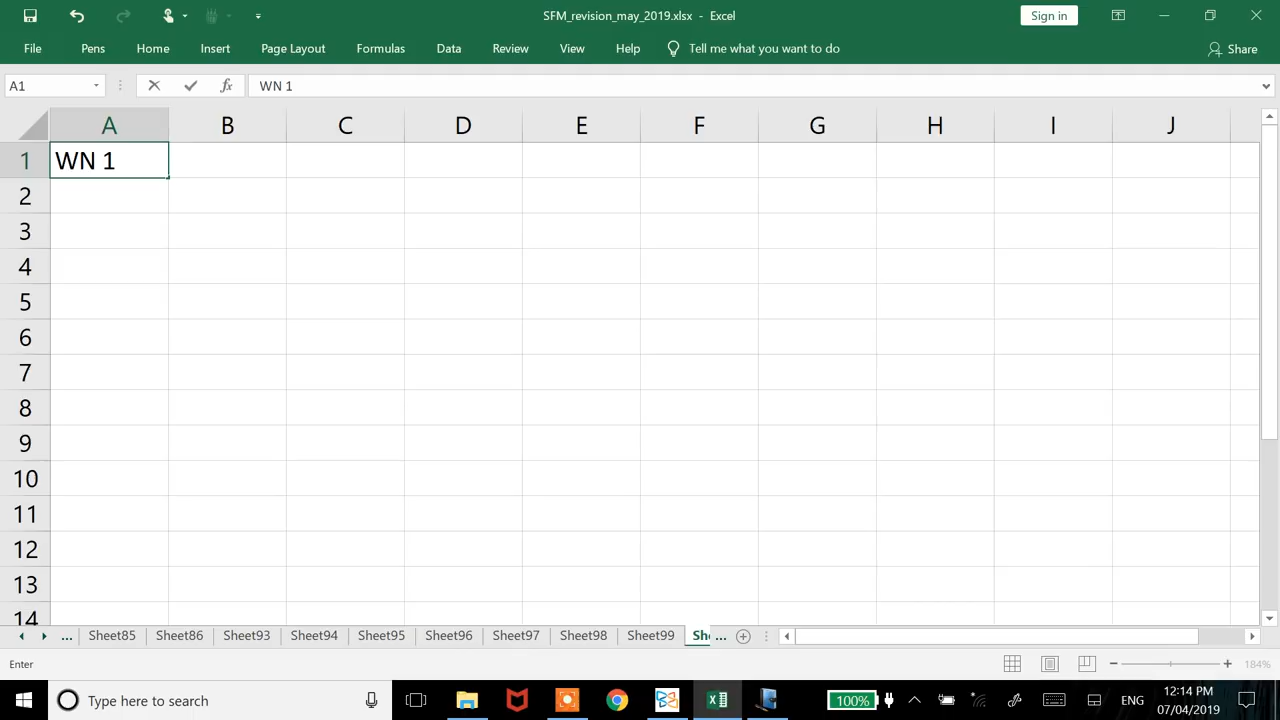 SFM_revision_may_2019.xlsx - Excel
Sign in
File Pens Home Insert Page Layout Formulas Data Review View Help Tell me what you want to do Share
A1 fx WN 1
A B C D E F G H I J
1 WN 1
2
3
4
5
6
7
8
9
10
11
12
13
14
... Sheet85 Sheet86 Sheet93 Sheet94 Sheet95 Sheet96 Sheet97 Sheet98 Sheet99 She ...
Enter 184%
Type here to search 100% ENG 12:14 PM
07/04/2019